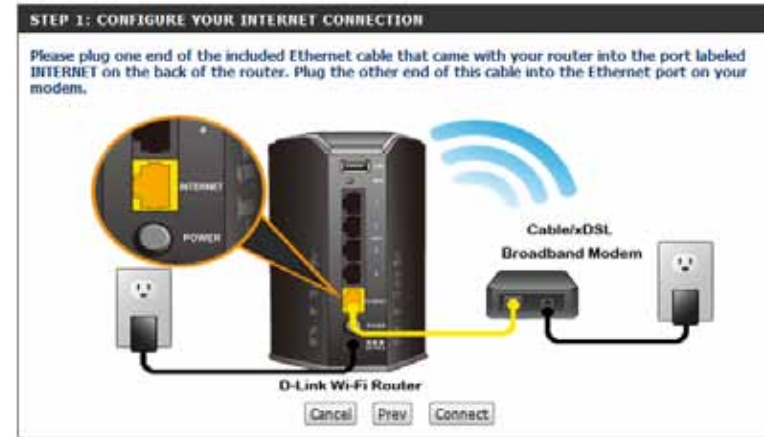 STEP 1: CONFIGURE YOUR INTERNET CONNECTION
Please plug one end of the included Ethernet cable that came with your router into the port labeled
INTERNET on the back of the router. Plug the other end of this cable into the Ethernet port on your
modem.
INTERNET
POWER
Cable/xDSL
Broadband Modem
D-Link Wi-Fi Router
Cancel Prev Connect